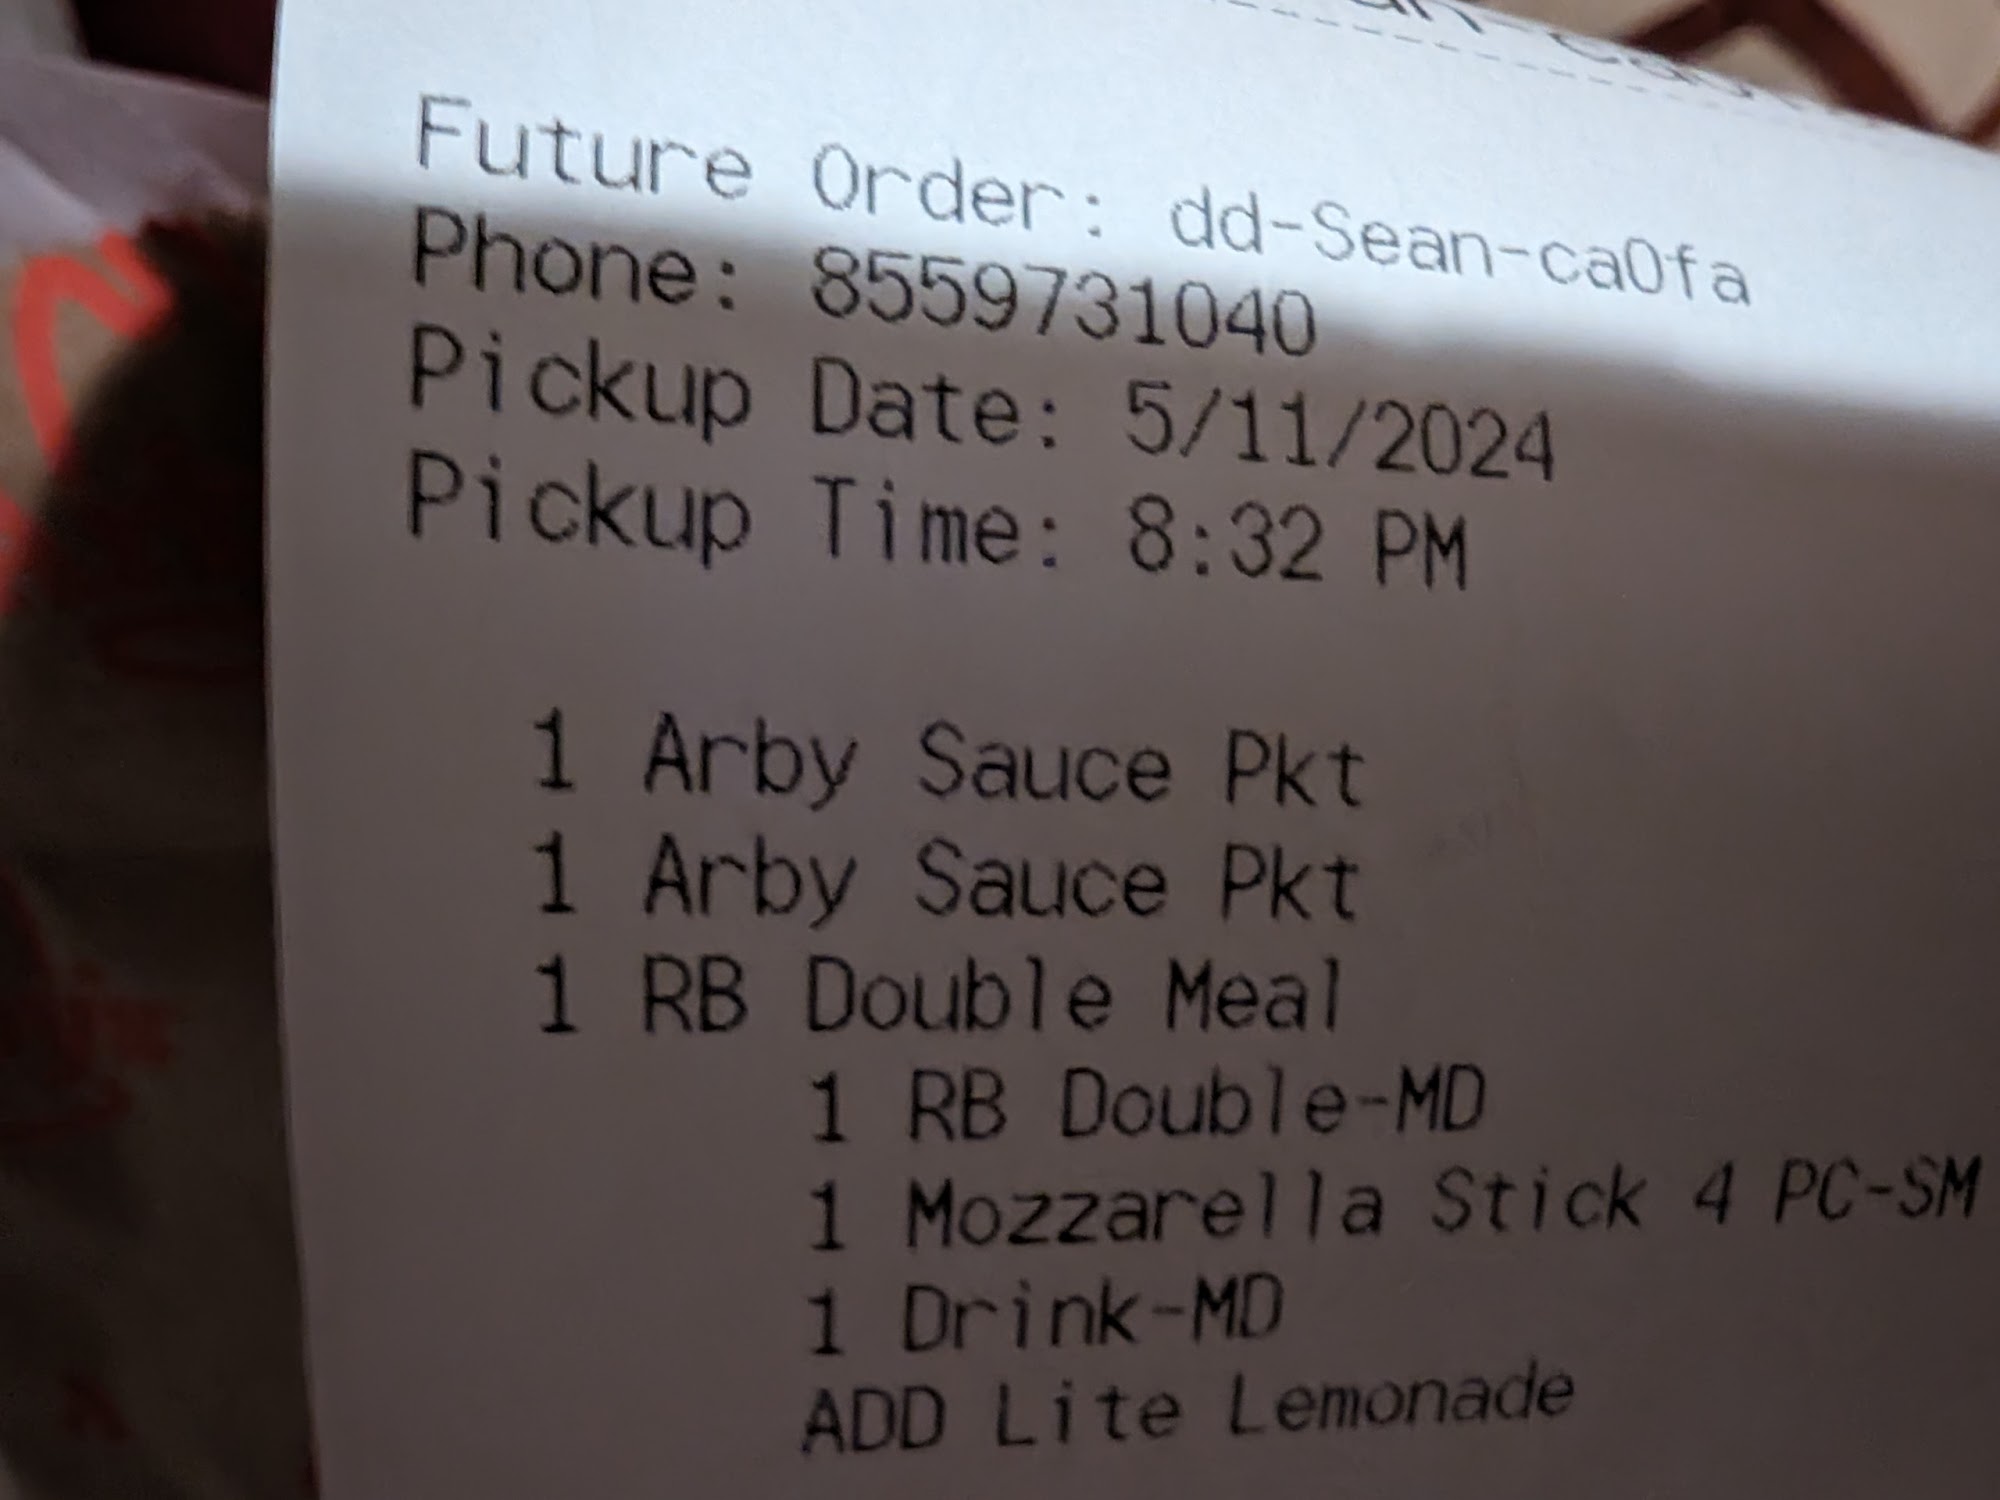 Future Order: dd-Sean-ca0fa
Phone: 8559731040
Pickup Date: 5/11/2024
Pickup Time: 8:32 PM
1 Arby Sauce Pkt
1 Arby Sauce Pkt
1 RB Double Meal
1 RB Double-MD
1 Mozzarella Stick 4 PC-SM
1 Drink-MD
ADD Lite Lemonade